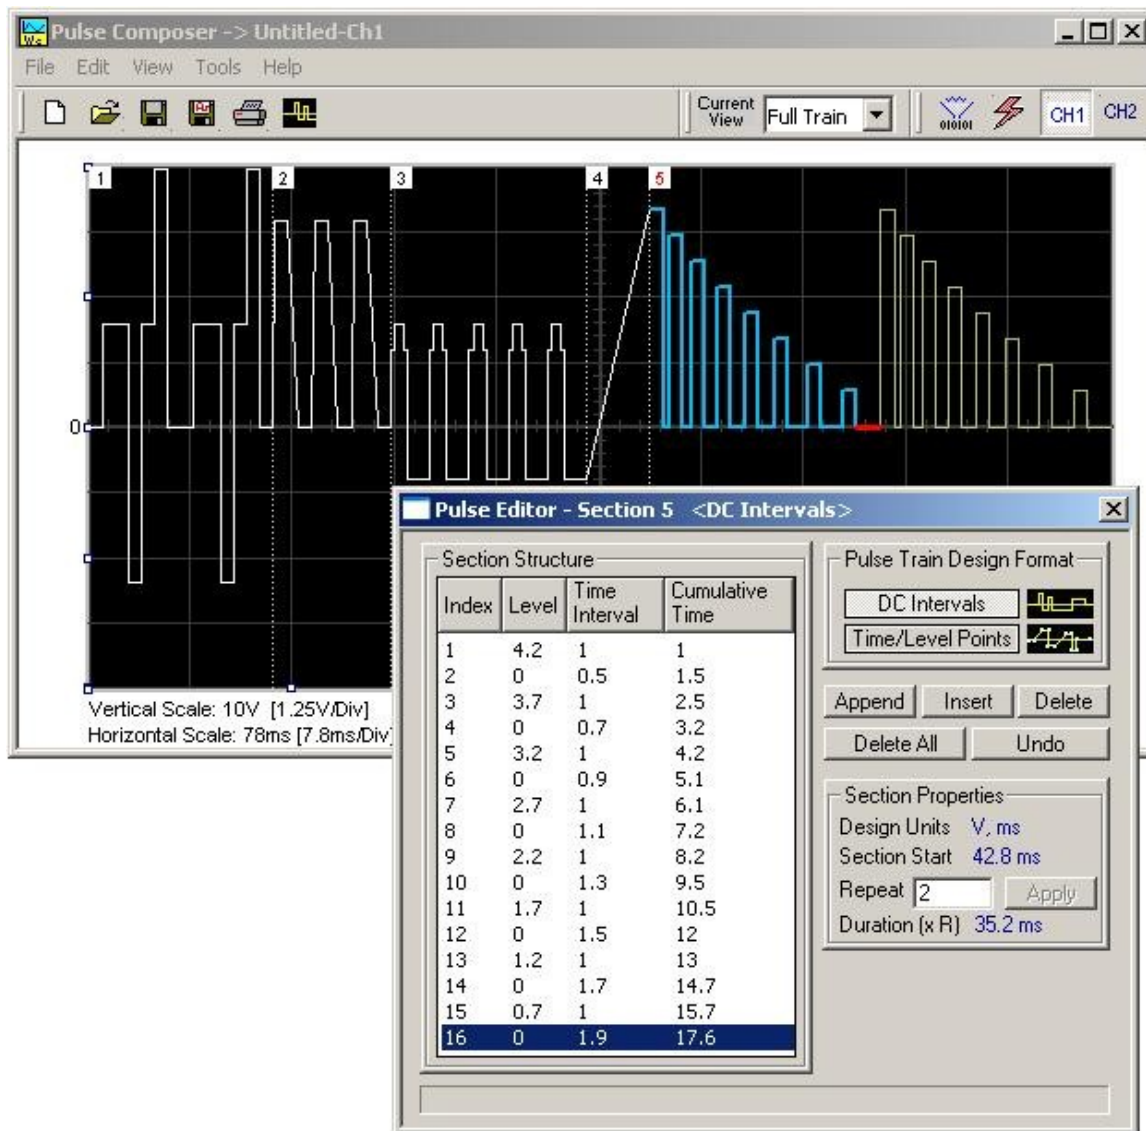 Pulse Composer -> Untitled-Ch1
File Edit View Tools Help
Current View Full Train 010101 CH1 CH2
1 2 3 4 5
0
Vertical Scale: 10V [1.25V/Div]
Horizontal Scale: 78ms [7.8ms/Div]
Pulse Editor - Section 5 <DC Intervals>
Section Structure
Index Level Time Interval Cumulative Time
1 4.2 1 1
2 0 0.5 1.5
3 3.7 1 2.5
4 0 0.7 3.2
5 3.2 1 4.2
6 0 0.9 5.1
7 2.7 1 6.1
8 0 1.1 7.2
9 2.2 1 8.2
10 0 1.3 9.5
11 1.7 1 10.5
12 0 1.5 12
13 1.2 1 13
14 0 1.7 14.7
15 0.7 1 15.7
16 0 1.9 17.6
Pulse Train Design Format
DC Intervals
Time/Level Points
Append Insert Delete
Delete All Undo
Section Properties
Design Units V, ms
Section Start 42.8 ms
Repeat 2 Apply
Duration (x R) 35.2 ms